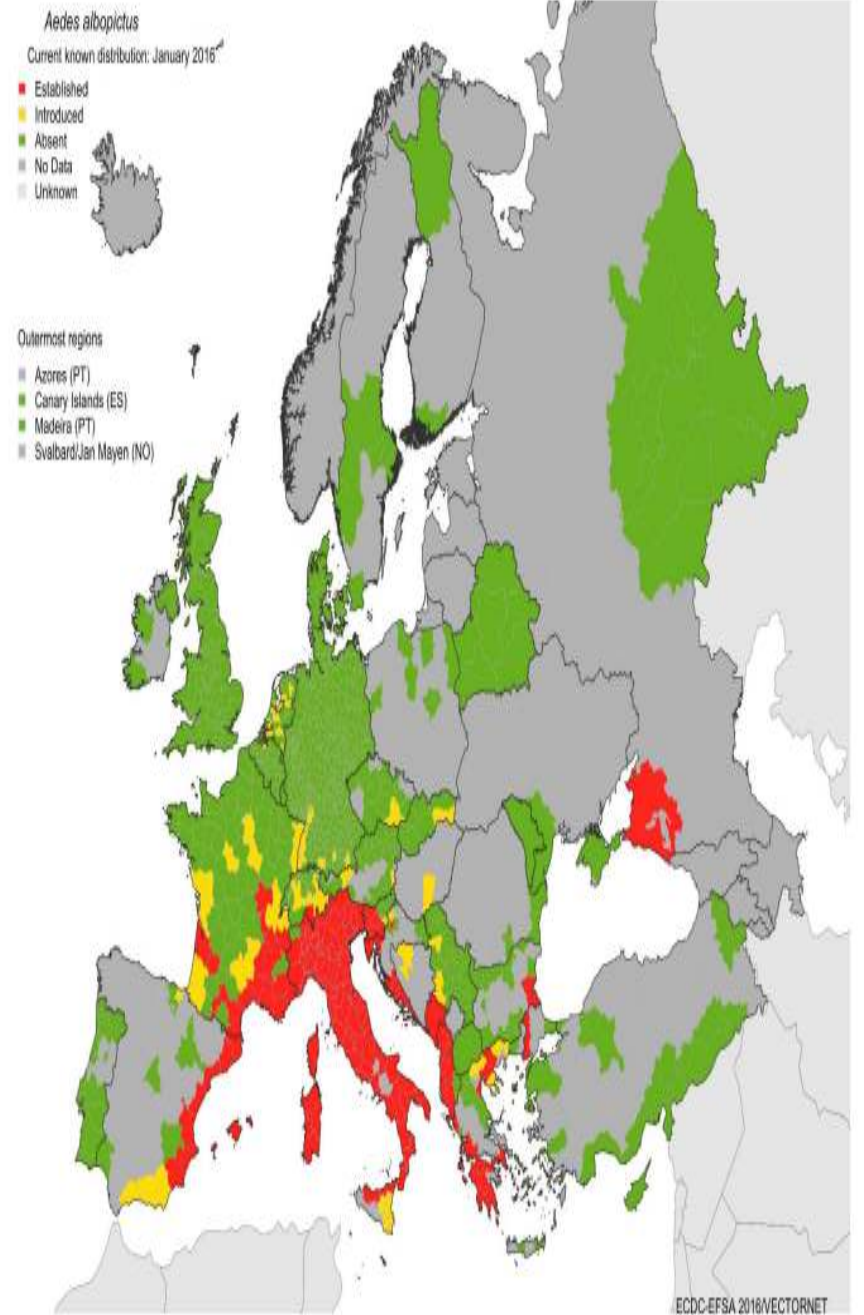 Aedes albopictus
Current known distribution: January 2016
Established
Introduced
Absent
No Data
Unknown
Outermost regions
Azores (PT)
Canary Islands (ES)
Madeira (PT)
Svalbard/Jan Mayen (NO)
ECDC-EFSA 2016/VECTORNET